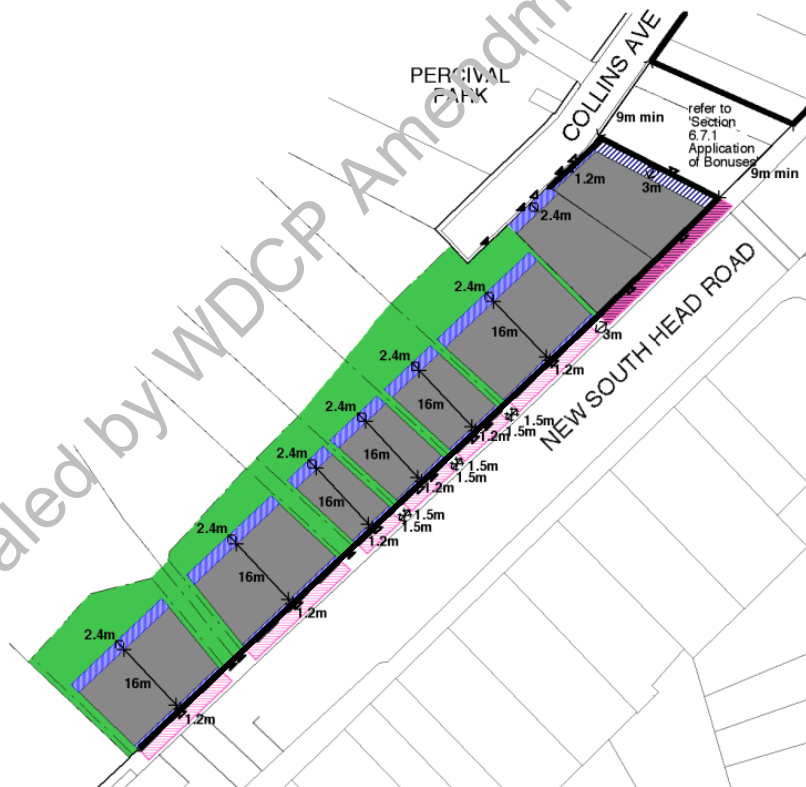 aled by WDCP Amendm
PERCIVAL
PARK
COLLINS AVE
9m min
refer to
'Section
6.7.1
Application
of Bonuses'
9m min
1.2m
3m
2.4m
2.4m
16m
3m
1.2m
NEW SOUTH HEAD ROAD
2.4m
16m
1.5m
1.5m
1.2m
2.4m
16m
1.5m
1.5m
1.2m
2.4m
16m
1.5m
1.5m
1.2m
2.4m
16m
1.2m
2.4m
16m
1.2m